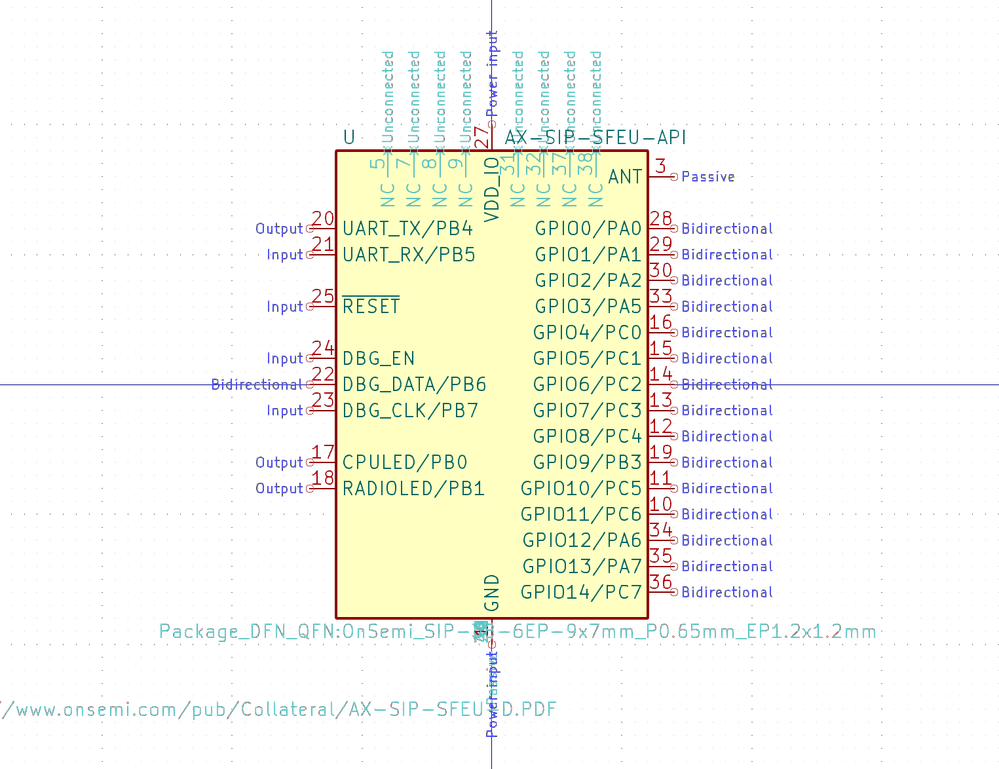 Unconnected Unconnected Unconnected Unconnected Power input Unconnected Unconnected Unconnected Unconnected
U 27 AX-SIP-SFEU-API
5 7 8 9 31 32 37 38
NC NC NC NC VDD_IO NC NC NC NC
ANT 3 Passive
Output 20 UART_TX/PB4 GPIO0/PA0 28 Bidirectional
Input 21 UART_RX/PB5 GPIO1/PA1 29 Bidirectional
GPIO2/PA2 30 Bidirectional
Input 25 RESET GPIO3/PA5 33 Bidirectional
GPIO4/PC0 16 Bidirectional
Input 24 DBG_EN GPIO5/PC1 15 Bidirectional
Bidirectional 22 DBG_DATA/PB6 GPIO6/PC2 14 Bidirectional
Input 23 DBG_CLK/PB7 GPIO7/PC3 13 Bidirectional
GPIO8/PC4 12 Bidirectional
Output 17 CPULED/PB0 GPIO9/PB3 19 Bidirectional
Output 18 RADIOLED/PB1 GPIO10/PC5 11 Bidirectional
GPIO11/PC6 10 Bidirectional
GPIO12/PA6 34 Bidirectional
GPIO13/PA7 35 Bidirectional
GND GPIO14/PC7 36 Bidirectional
Package_DFN_QFN:OnSemi_SIP- -6EP-9x7mm_P0.65mm_EP1.2x1.2mm
Power input
/www.onsemi.com/pub/Collateral/AX-SIP-SFEU-D.PDF